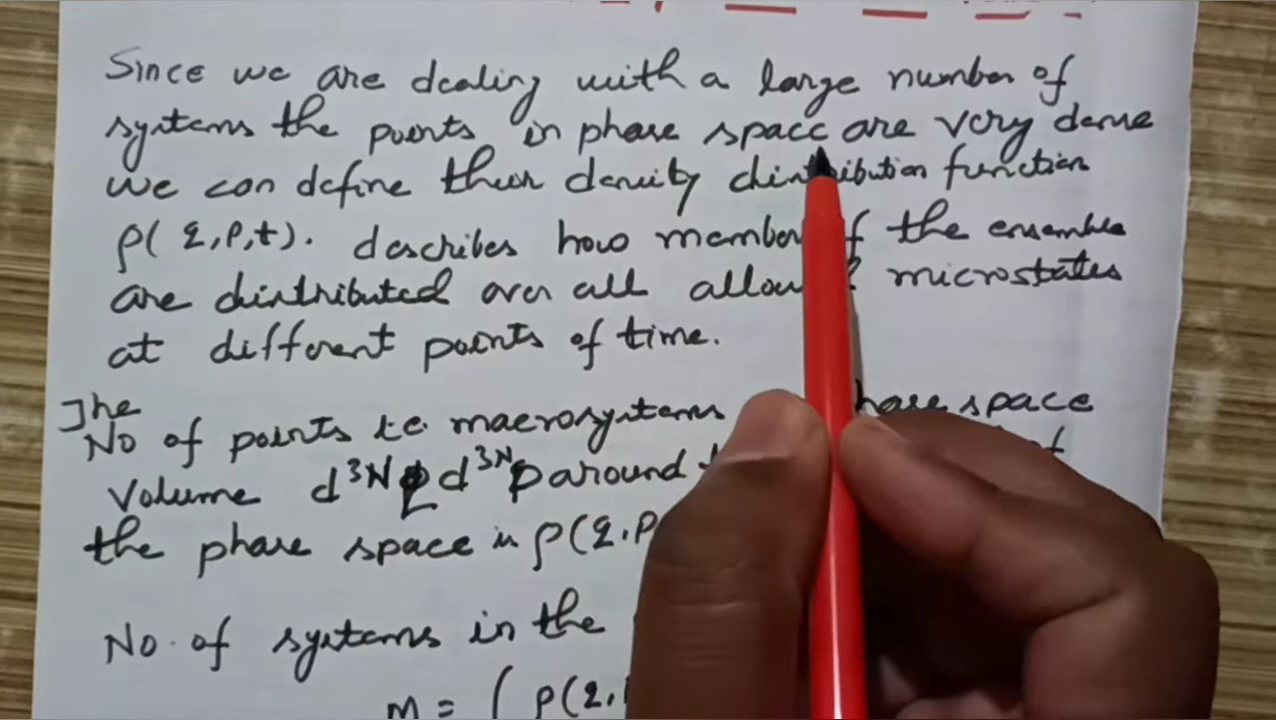 Since we are dealing with a large number of
systems the points in phase space are very dense
we can define their density distribution function
ρ(q,p,t). describes how member of the ensemble
are distributed over all allow microstates
at different points of time.
The
No of points i.e. macrosystems phase space
Volume d³ᴺq d³ᴺp around
the phase space is ρ(q,p
No. of systems in the
M = ∫ ρ(q,